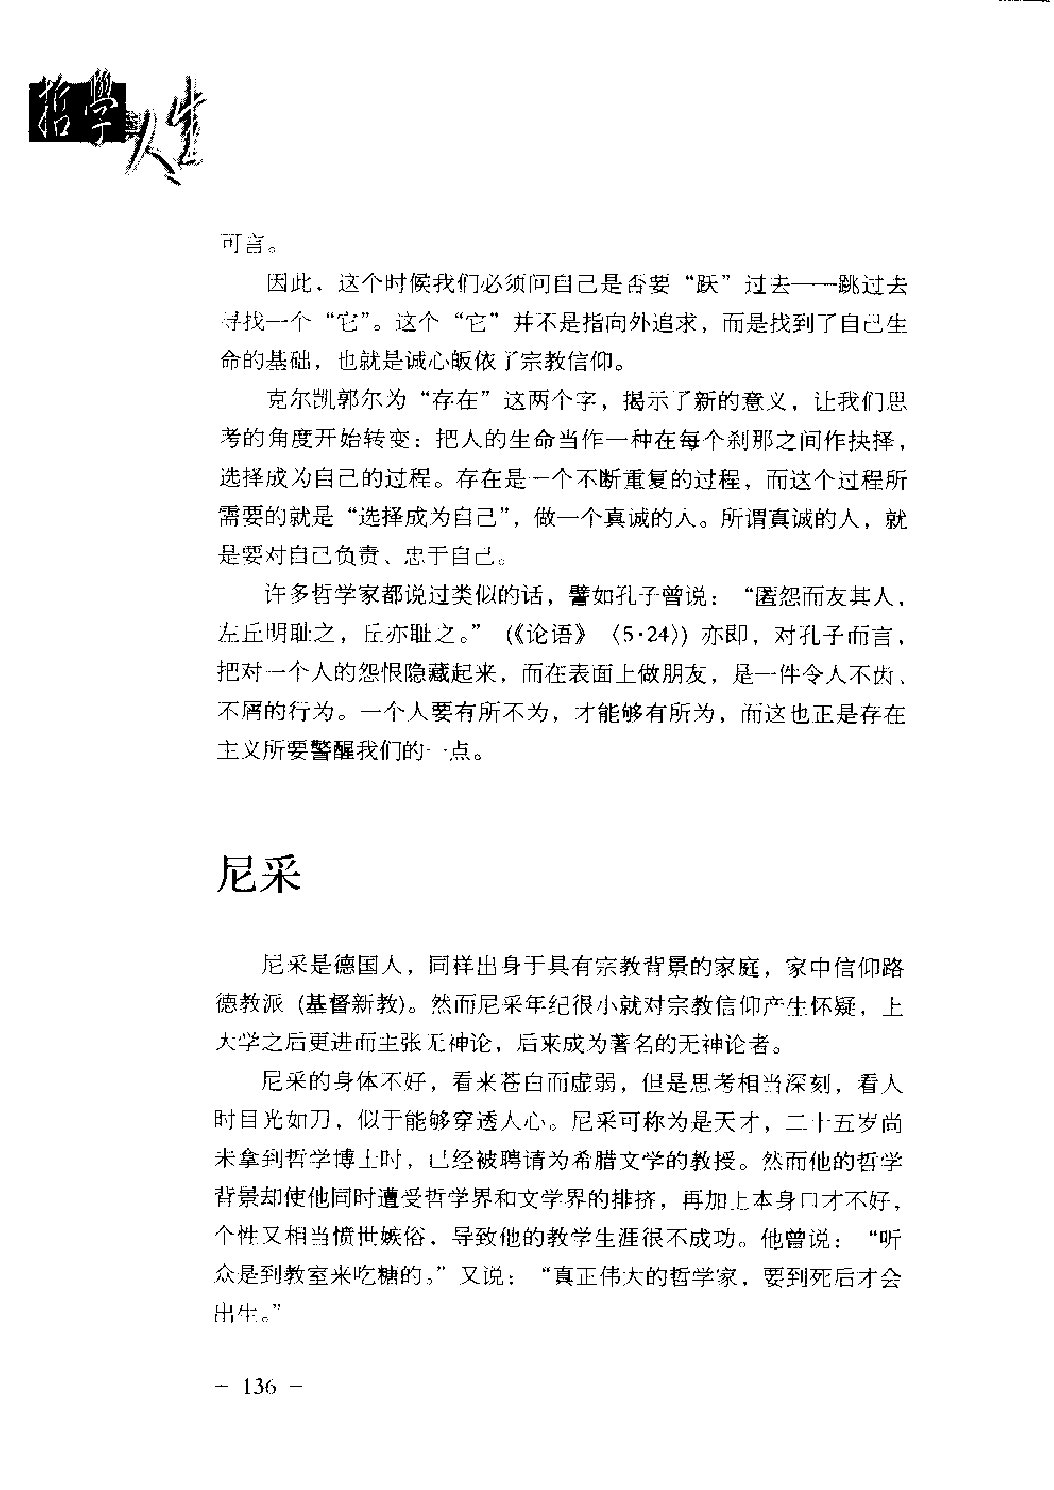 哲學与人生
可言。
因此，这个时候我们必须问自己是否要“跃”过去——跳过去
寻找一个“它”。这个“它”并不是指向外追求，而是找到了自己生
命的基础，也就是诚心皈依了宗教信仰。
克尔凯郭尔为“存在”这两个字，揭示了新的意义，让我们思
考的角度开始转变：把人的生命当作一种在每个刹那之间作抉择，
选择成为自己的过程。存在是一个不断重复的过程，而这个过程所
需要的就是“选择成为自己”，做一个真诚的人。所谓真诚的人，就
是要对自己负责、忠于自己。
许多哲学家都说过类似的话，譬如孔子曾说：“匿怨而友其人，
左丘明耻之，丘亦耻之。”（《论语》〈5·24〉）亦即，对孔子而言，
把对一个人的怨恨隐藏起来，而在表面上做朋友，是一件令人不齿、
不屑的行为。一个人要有所不为，才能够有所为，而这也正是存在
主义所要警醒我们的一点。
尼采
尼采是德国人，同样出身于具有宗教背景的家庭，家中信仰路
德教派（基督新教）。然而尼采年纪很小就对宗教信仰产生怀疑，上
大学之后更进而主张无神论，后来成为著名的无神论者。
尼采的身体不好，看来苍白而虚弱，但是思考相当深刻，看人
时目光如刀，似乎能够穿透人心。尼采可称为是天才，二十五岁尚
未拿到哲学博士时，已经被聘请为希腊文学的教授。然而他的哲学
背景却使他同时遭受哲学界和文学界的排挤，再加上本身口才不好，
个性又相当愤世嫉俗，导致他的教学生涯很不成功。他曾说：“听
众是到教室来吃糖的。”又说：“真正伟大的哲学家，要到死后才会
出生。”
- 136 -